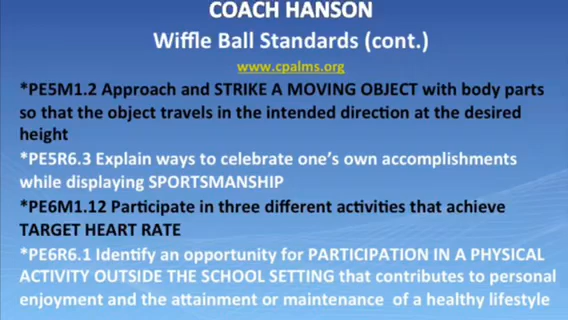 COACH HANSON
Wiffle Ball Standards (cont.)
www.cpalms.org
*PE5M1.2 Approach and STRIKE A MOVING OBJECT with body parts
so that the object travels in the intended direction at the desired
height
*PE5R6.3 Explain ways to celebrate one's own accomplishments
while displaying SPORTSMANSHIP
*PE6M1.12 Participate in three different activities that achieve
TARGET HEART RATE
*PE6R6.1 Identify an opportunity for PARTICIPATION IN A PHYSICAL
ACTIVITY OUTSIDE THE SCHOOL SETTING that contributes to personal
enjoyment and the attainment or maintenance of a healthy lifestyle